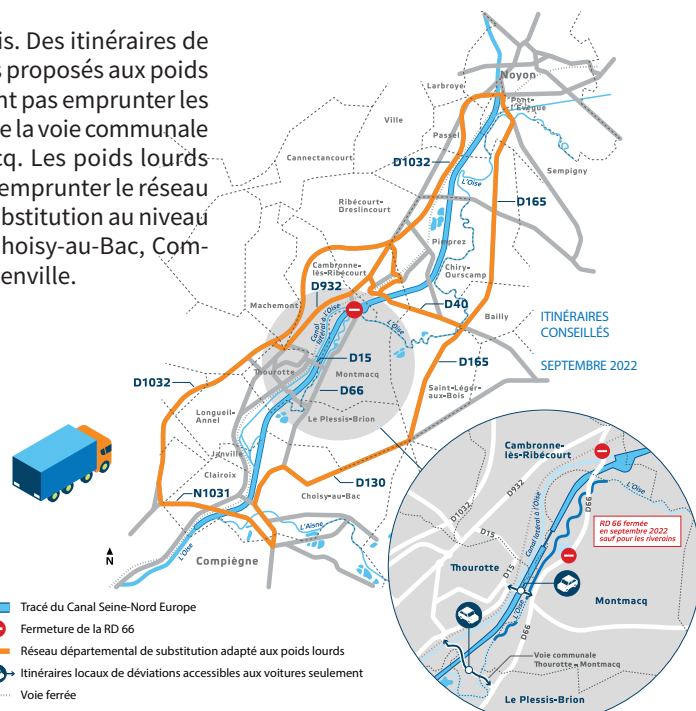 is. Des itinéraires de
s proposés aux poids
nt pas emprunter les
e la voie communale
cq. Les poids lourds
emprunter le réseau
ubstitution au niveau
hoisy-au-Bac, Com-
enville.
Noyon
Larbroye
Pont-
L'Evêque
Ville
Passel
Cannectancourt
D1032
L'Oise
Sempigny
D165
Ribécourt-
Dreslincourt
Pimprez
Cambronne-
lès-Ribécourt
Chiry-
Ourscamp
D932
Machemont
D40
Bailly
ITINÉRAIRES
CONSEILLÉS
SEPTEMBRE 2022
Canal
latéral à l'Oise
L'Oise
D15
D165
Thourotte
Montmacq
D1032
D66
Saint-Léger-
aux-Bois
Longueil-
Annel
Le Plessis-Brion
Janville
Clairoix
D130
N1031
Choisy-au-Bac
L'Aisne
L'Oise
Compiègne
N
Cambronne-
lès-Ribécourt
D932
D66
L'Oise
D1032
Canal latéral à l'Oise
RD 66 fermée
en septembre 2022
sauf pour les riverains
D15
Thourotte
D15
Montmacq
L'Oise
D66
Voie communale
Thourotte - Montmacq
Le Plessis-Brion
Tracé du Canal Seine-Nord Europe
Fermeture de la RD 66
Réseau départemental de substitution adapté aux poids lourds
Itinéraires locaux de déviations accessibles aux voitures seulement
Voie ferrée